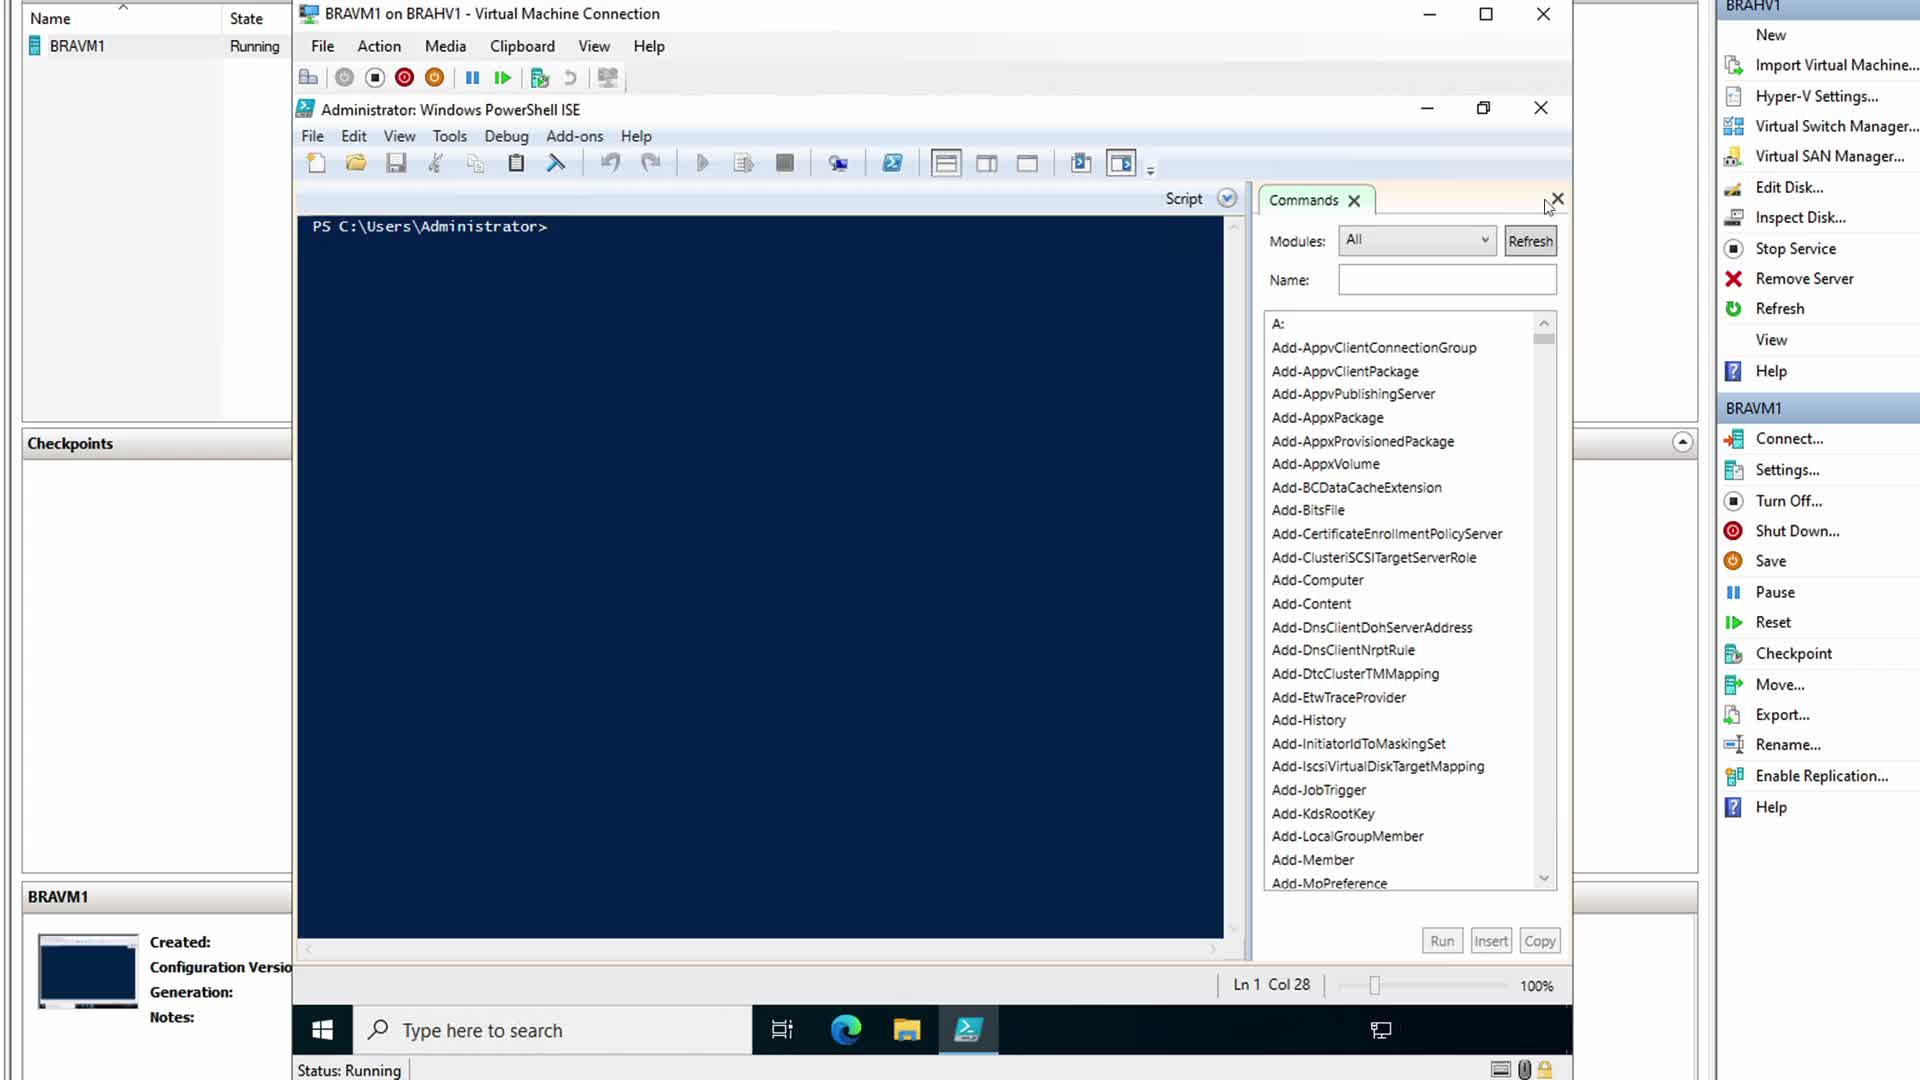 Name
State
BRAVM1
Running
Checkpoints
BRAVM1
Created:
Configuration Versio
Generation:
Notes:
BRAVM1 on BRAHV1 - Virtual Machine Connection
File Action Media Clipboard View Help
Administrator: Windows PowerShell ISE
File Edit View Tools Debug Add-ons Help
Script
PS C:\Users\Administrator>
Commands
Modules: All Refresh
Name:
A:
Add-AppvClientConnectionGroup
Add-AppvClientPackage
Add-AppvPublishingServer
Add-AppxPackage
Add-AppxProvisionedPackage
Add-AppxVolume
Add-BCDataCacheExtension
Add-BitsFile
Add-CertificateEnrollmentPolicyServer
Add-ClusteriSCSITargetServerRole
Add-Computer
Add-Content
Add-DnsClientDohServerAddress
Add-DnsClientNrptRule
Add-DtcClusterTMMapping
Add-EtwTraceProvider
Add-History
Add-InitiatorIdToMaskingSet
Add-IscsiVirtualDiskTargetMapping
Add-JobTrigger
Add-KdsRootKey
Add-LocalGroupMember
Add-Member
Add-MpPreference
Run Insert Copy
Ln 1 Col 28
100%
Type here to search
Status: Running
BRAHV1
New
Import Virtual Machine...
Hyper-V Settings...
Virtual Switch Manager...
Virtual SAN Manager...
Edit Disk...
Inspect Disk...
Stop Service
Remove Server
Refresh
View
Help
BRAVM1
Connect...
Settings...
Turn Off...
Shut Down...
Save
Pause
Reset
Checkpoint
Move...
Export...
Rename...
Enable Replication...
Help